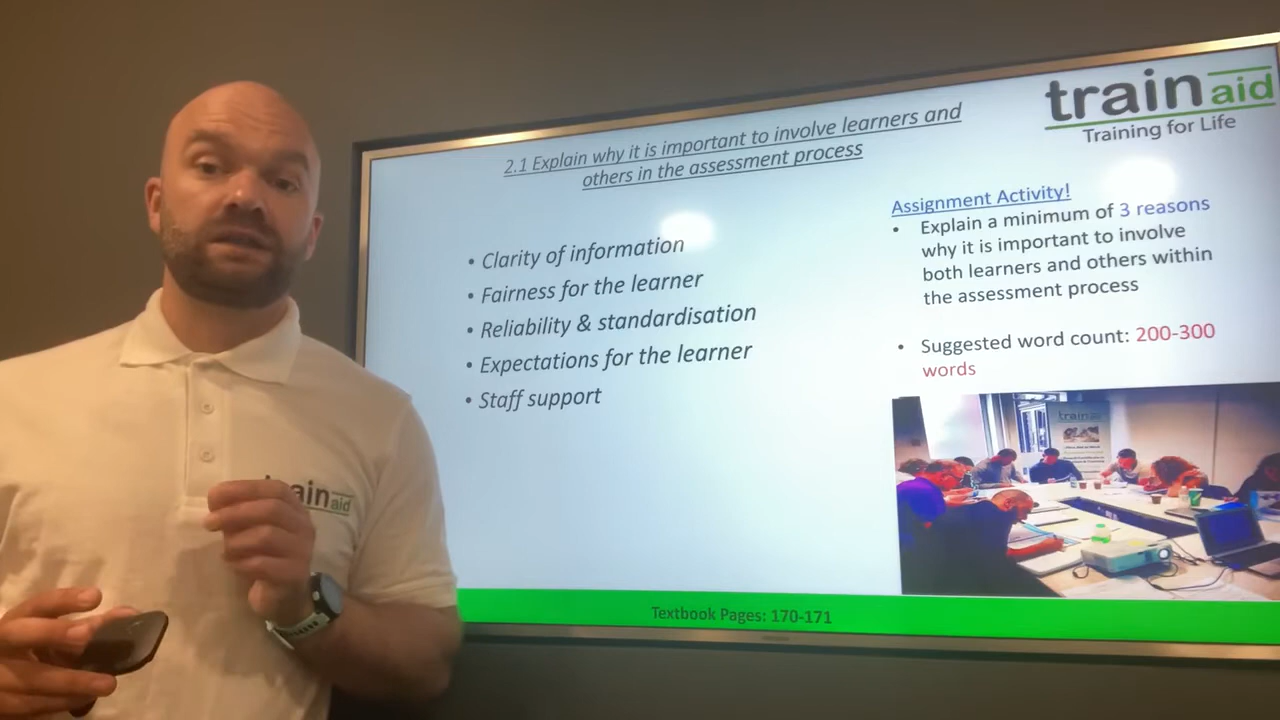 2.1 Explain why it is important to involve learners and
others in the assessment process
• Clarity of information
• Fairness for the learner
• Reliability & standardisation
• Expectations for the learner
• Staff support
train aid
Training for Life
Assignment Activity!
• Explain a minimum of 3 reasons
why it is important to involve
both learners and others within
the assessment process
• Suggested word count: 200-300
words
train
Textbook Pages: 170-171
train aid